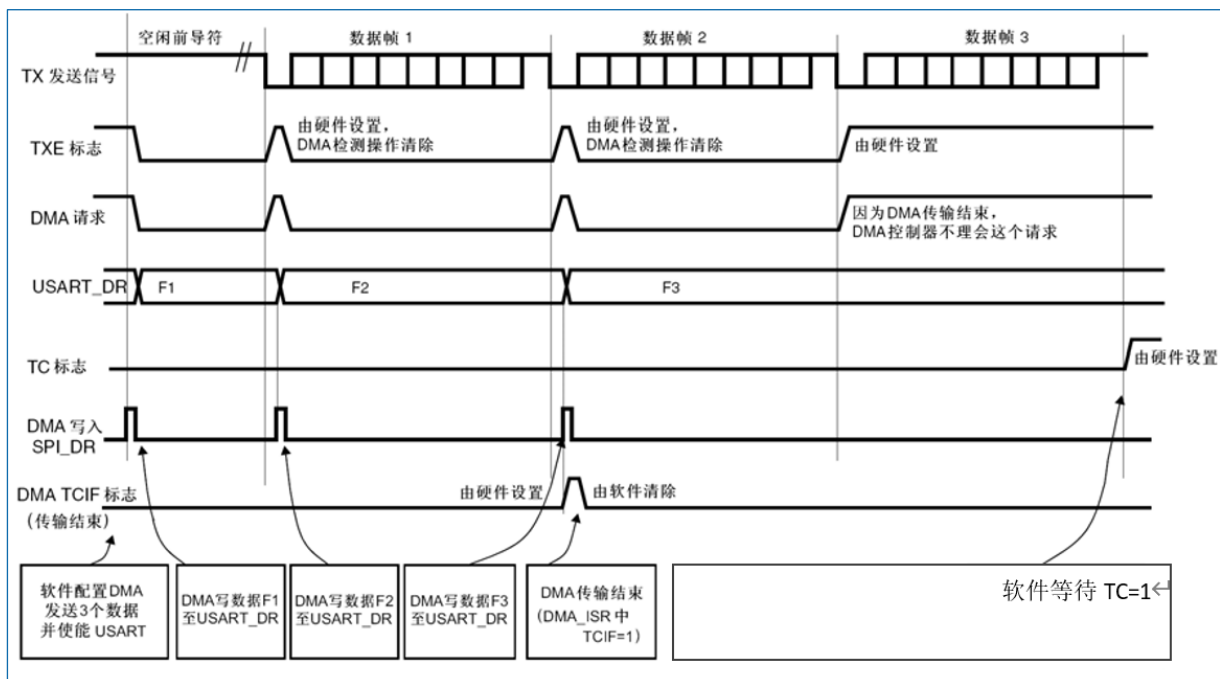 空闲前导符
数据帧 1
数据帧 2
数据帧 3
TX 发送信号
由硬件设置，
DMA检测操作清除
由硬件设置，
DMA检测操作清除
TXE 标志
由硬件设置
DMA 请求
因为DMA传输结束，
DMA控制器不理会这个请求
USART_DR
F1
F2
F3
TC 标志
由硬件设置
DMA 写入
SPI_DR
DMA TCIF 标志
（传输结束）
由硬件设置
由软件清除
软件配置DMA
发送3个数据
并使能 USART
DMA写数据F1
至USART_DR
DMA写数据F2
至USART_DR
DMA写数据F3
至USART_DR
DMA传输结束
（DMA_ISR 中
TCIF=1）
软件等待 TC=1↵